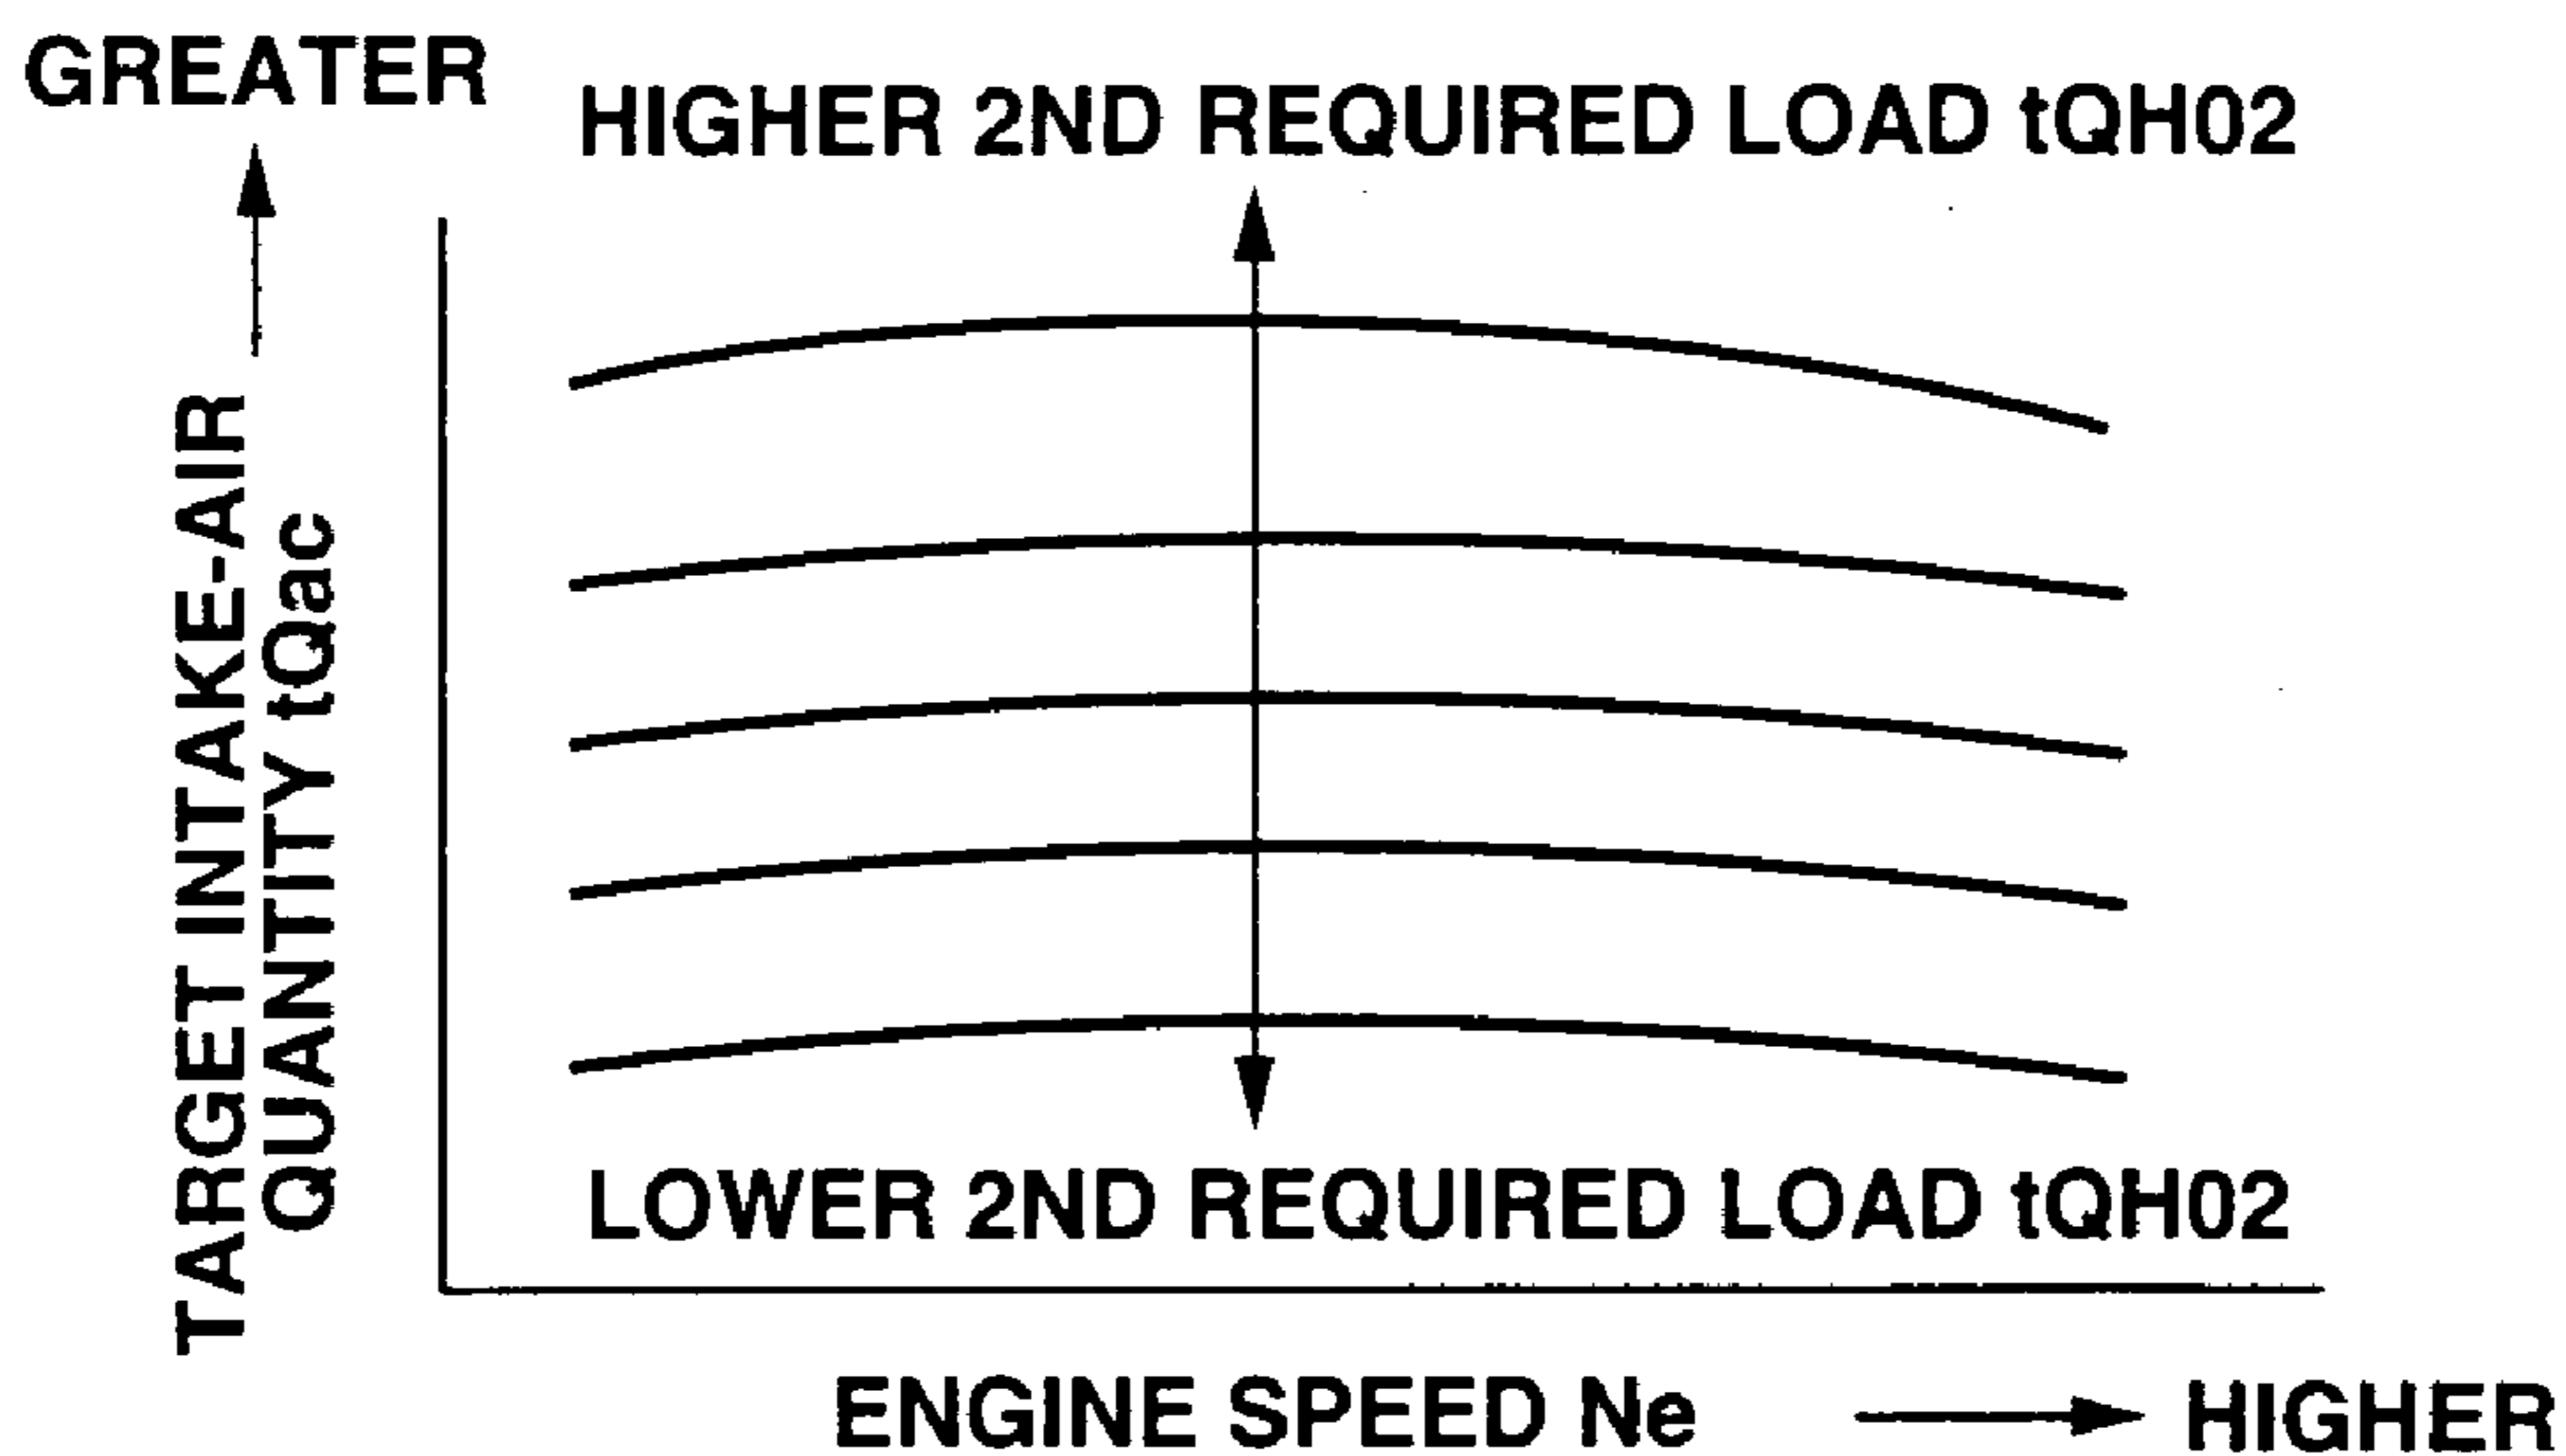 GREATER
HIGHER 2ND REQUIRED LOAD tQH02
TARGET INTAKE-AIR
QUANTITY tQac
LOWER 2ND REQUIRED LOAD tQH02
ENGINE SPEED Ne
HIGHER